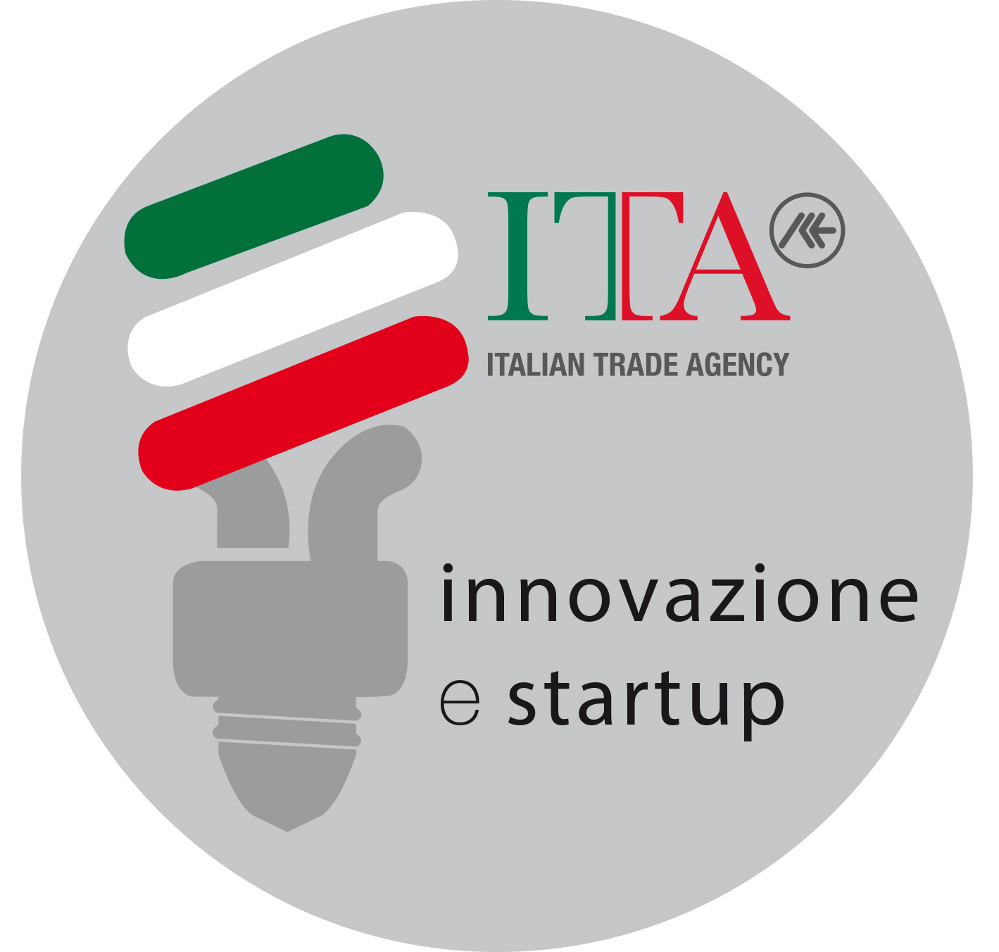 ITA
ITALIAN TRADE AGENCY
innovazione
e startup